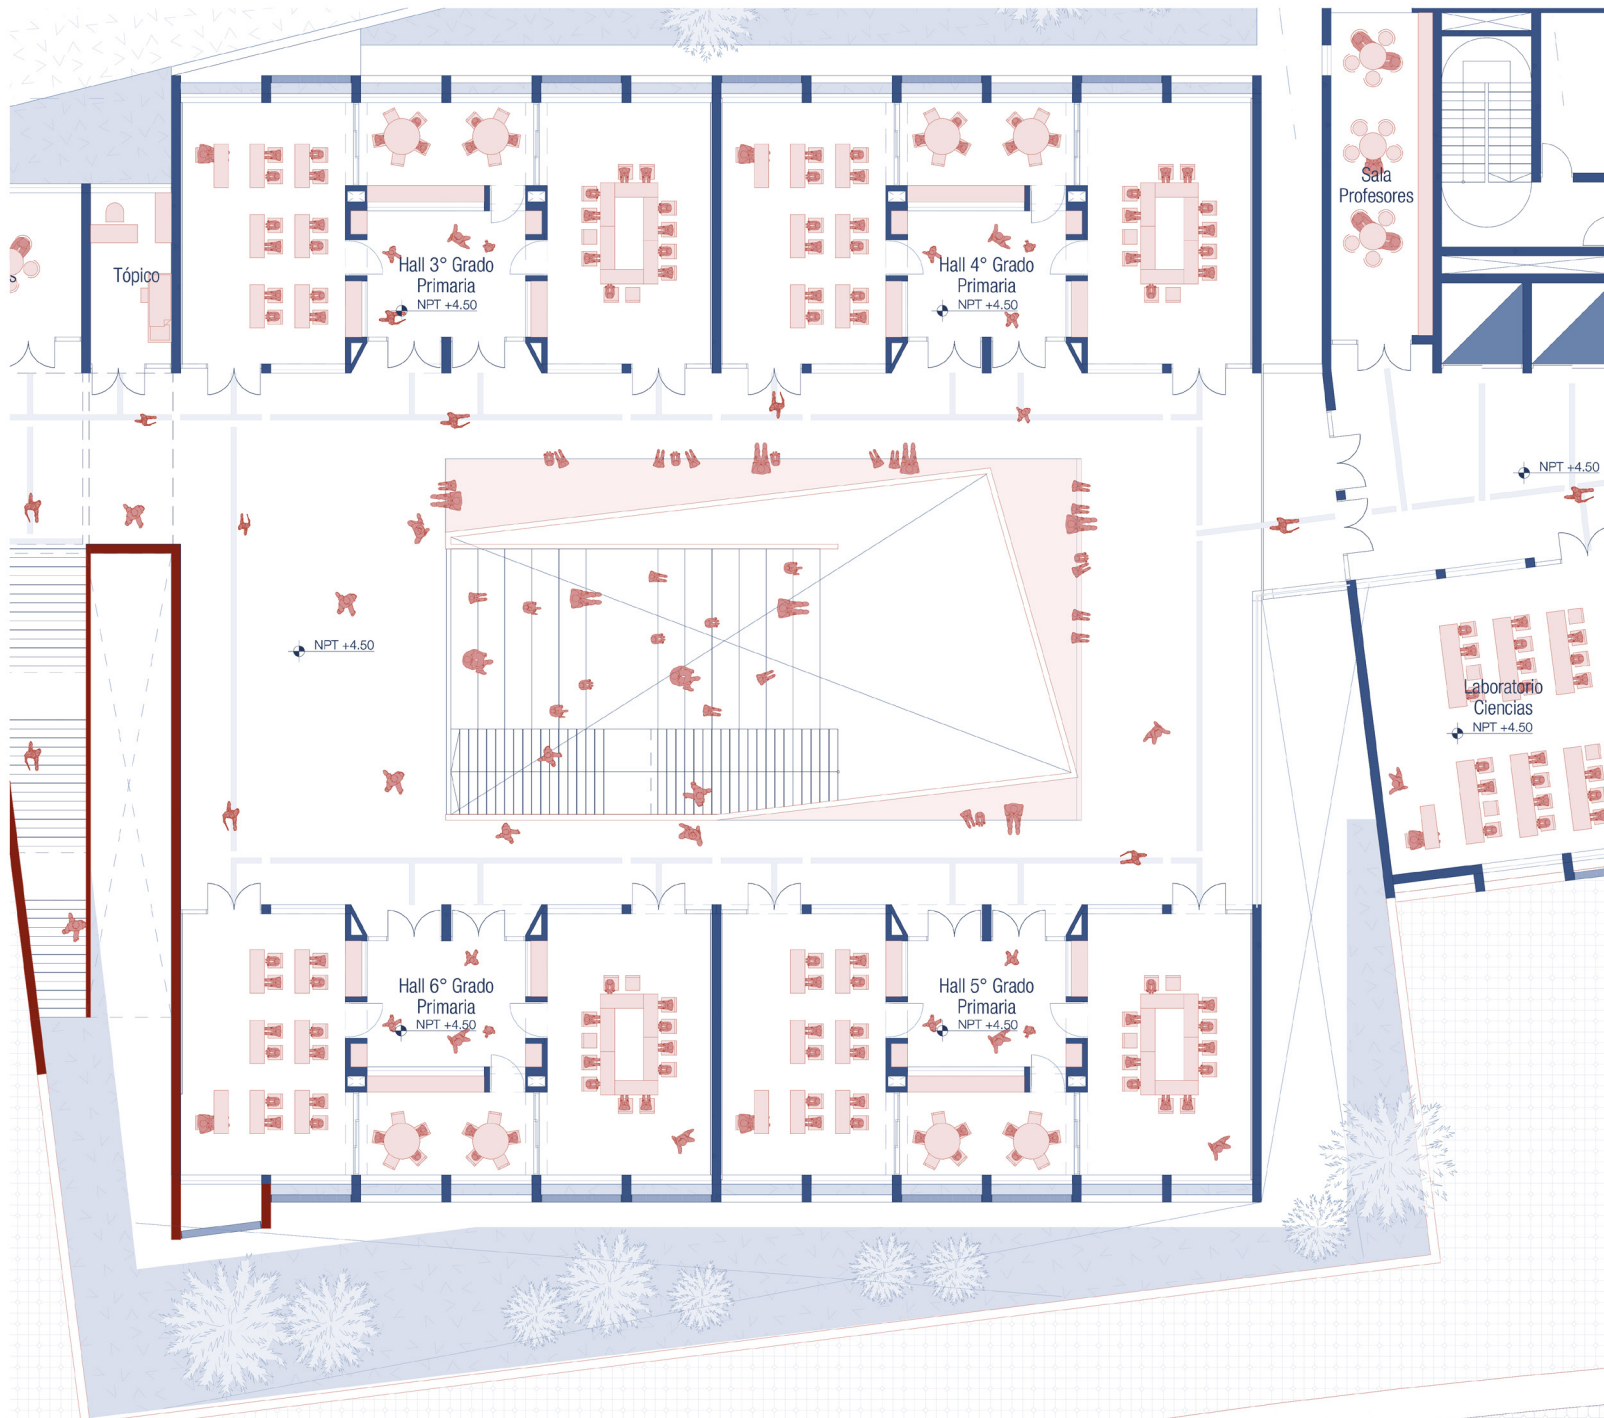 Sala
Profesores
s
Tópico
Hall 3° Grado
Primaria
NPT +4.50
Hall 4° Grado
Primaria
NPT +4.50
NPT +4.50
NPT +4.50
Laboratorio
Ciencias
NPT +4.50
Hall 6° Grado
Primaria
NPT +4.50
Hall 5° Grado
Primaria
NPT +4.50